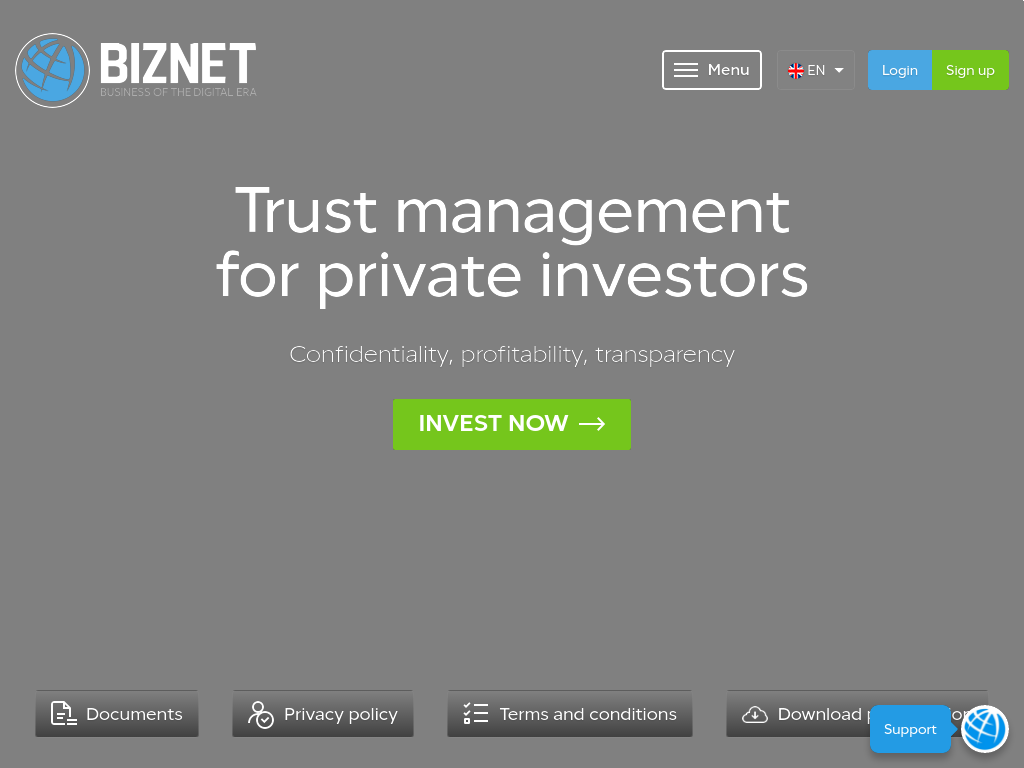 BIZNET
BUSINESS OF THE DIGITAL ERA
Menu
EN
Login
Sign up
Trust management
for private investors
Confidentiality, profitability, transparency
INVEST NOW
Documents
Privacy policy
Terms and conditions
Download
Support